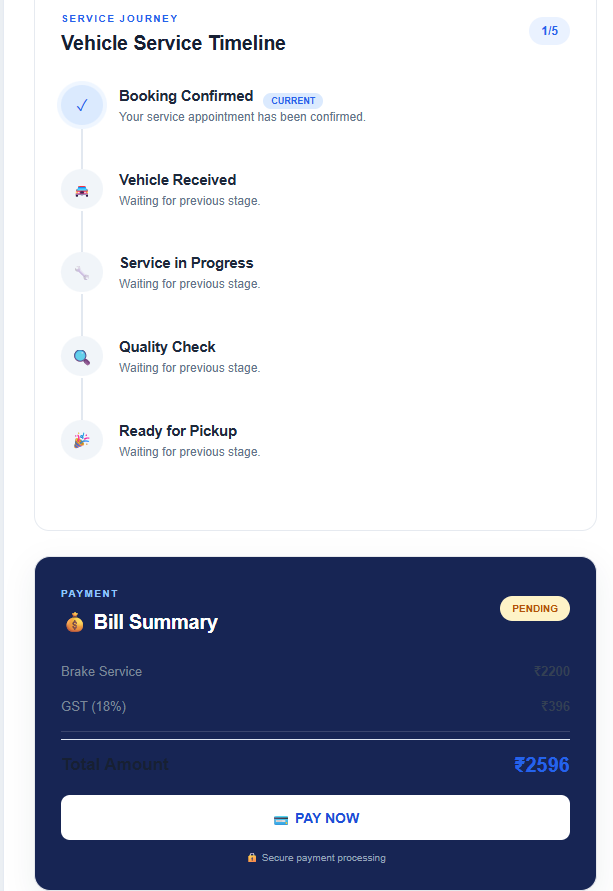 SERVICE JOURNEY
Vehicle Service Timeline
1/5
Booking Confirmed CURRENT
Your service appointment has been confirmed.
Vehicle Received
Waiting for previous stage.
Service in Progress
Waiting for previous stage.
Quality Check
Waiting for previous stage.
Ready for Pickup
Waiting for previous stage.
PAYMENT
Bill Summary
PENDING
Brake Service ₹2200
GST (18%) ₹396
Total Amount ₹2596
PAY NOW
Secure payment processing